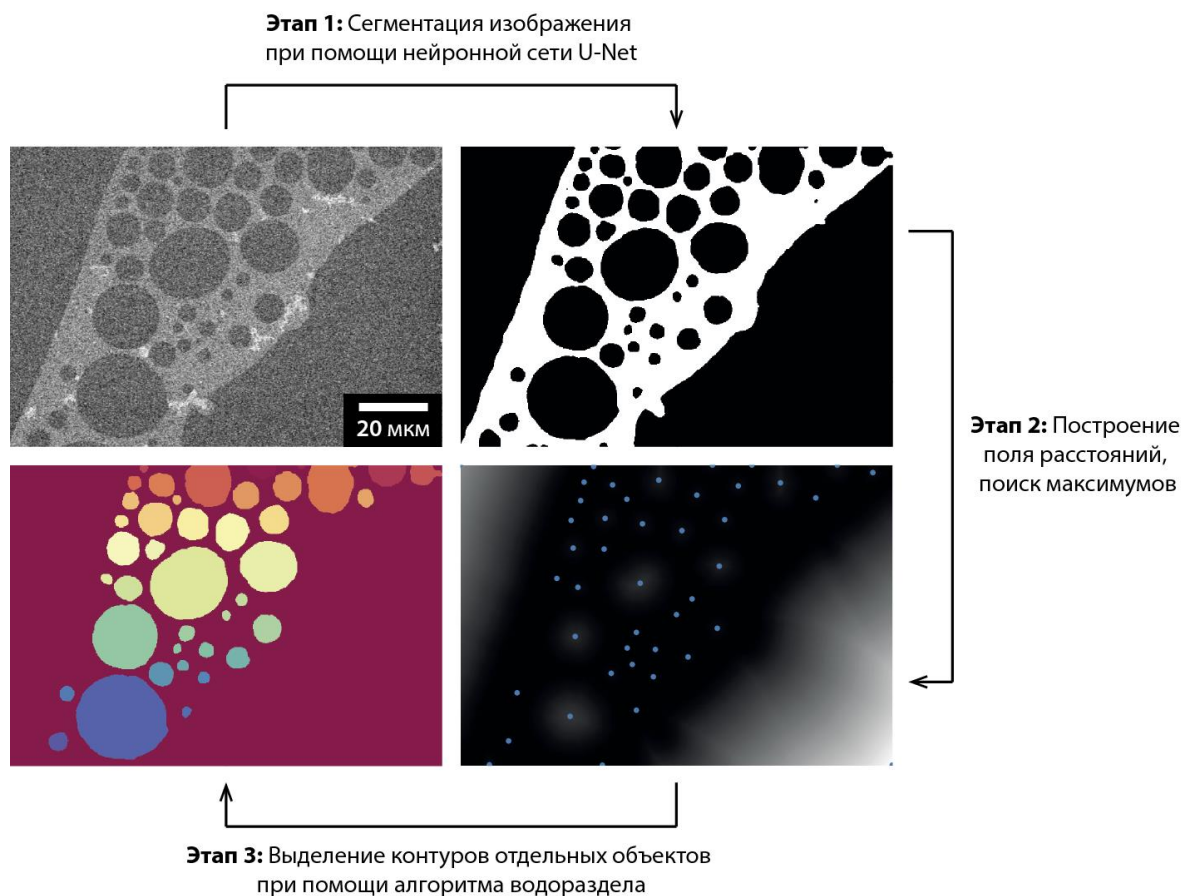 Этап 1: Сегментация изображения
при помощи нейронной сети U-Net
20 мкм
Этап 2: Построение
поля расстояний,
поиск максимумов
Этап 3: Выделение контуров отдельных объектов
при помощи алгоритма водораздела